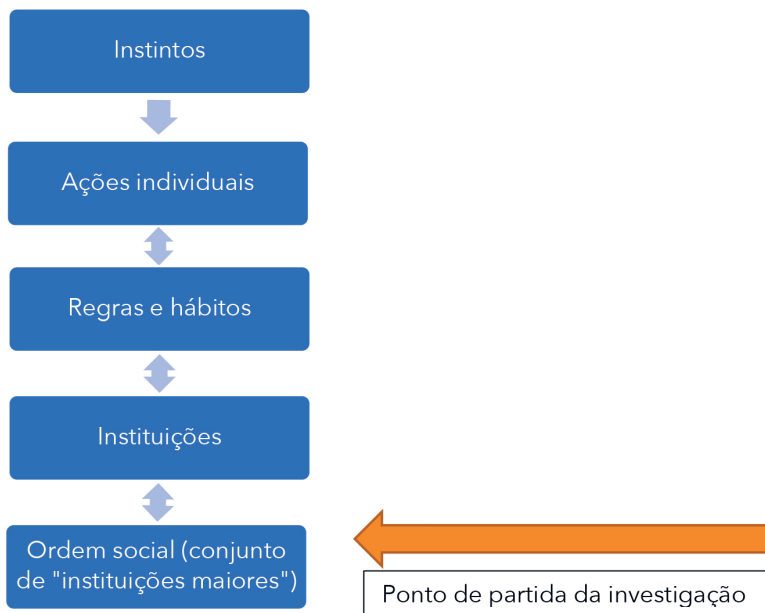 Instintos
Ações individuais
Regras e hábitos
Instituições
Ordem social (conjunto
de "instituições maiores")
Ponto de partida da investigação